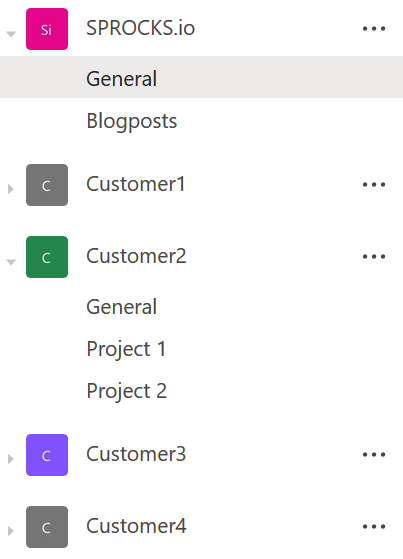 Si SPROCKS.io ...
General
Blogposts
C Customer1 ...
C Customer2 ...
General
Project 1
Project 2
C Customer3 ...
C Customer4 ...